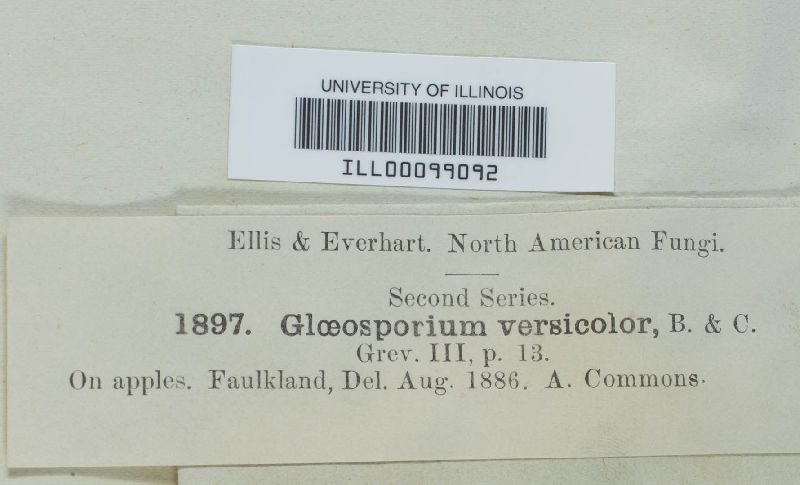 UNIVERSITY OF ILLINOIS
ILL00099092
Ellis & Everhart. North American Fungi.
Second Series.
1897. Glœosporium versicolor, B. & C.
Grev. III, p. 13.
On apples. Faulkland, Del. Aug. 1886. A. Commons.